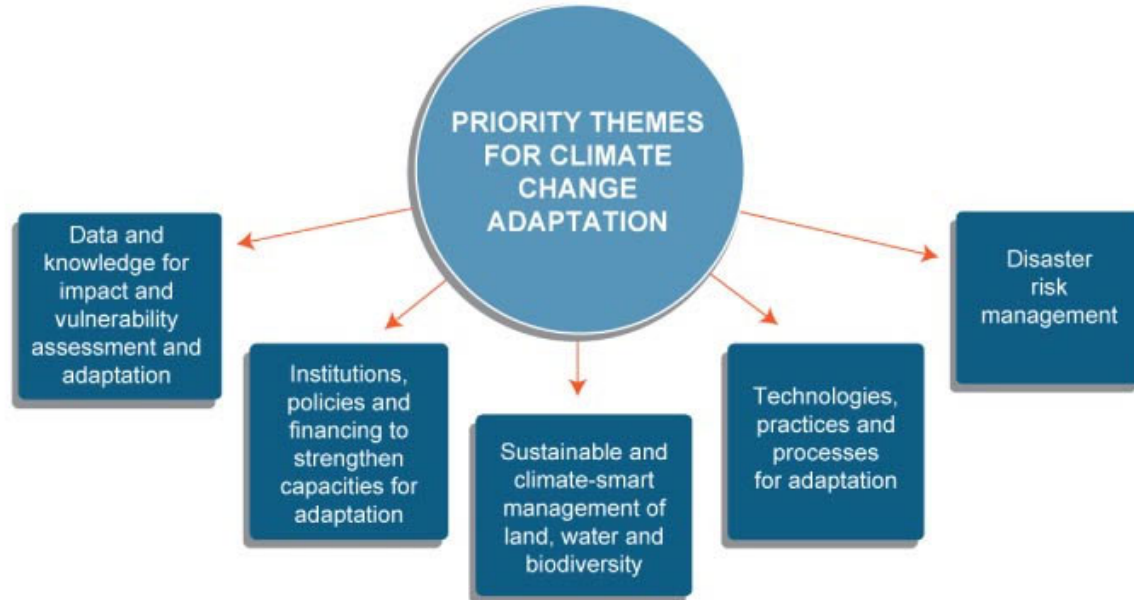 PRIORITY THEMES
FOR CLIMATE
CHANGE
ADAPTATION
Data and
knowledge for
impact and
vulnerability
assessment and
adaptation
Institutions,
policies and
financing to
strengthen
capacities for
adaptation
Sustainable and
climate-smart
management of
land, water and
biodiversity
Technologies,
practices and
processes
for adaptation
Disaster
risk
management